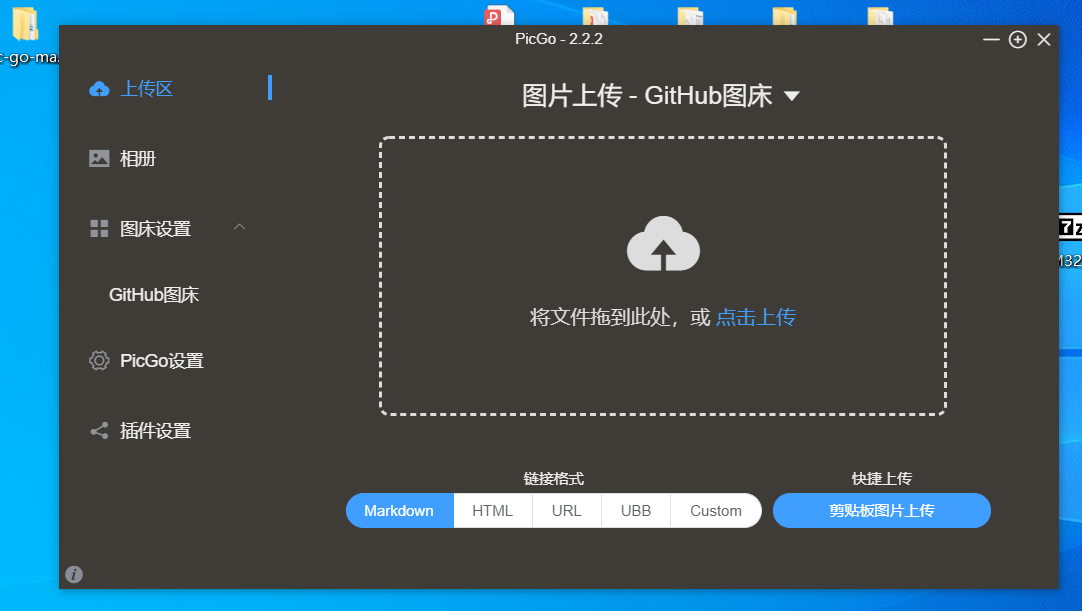 PicGo - 2.2.2
上传区
图片上传 - GitHub图床
相册
图床设置
GitHub图床
将文件拖到此处，或 点击上传
PicGo设置
插件设置
链接格式
快捷上传
Markdown
HTML
URL
UBB
Custom
剪贴板图片上传